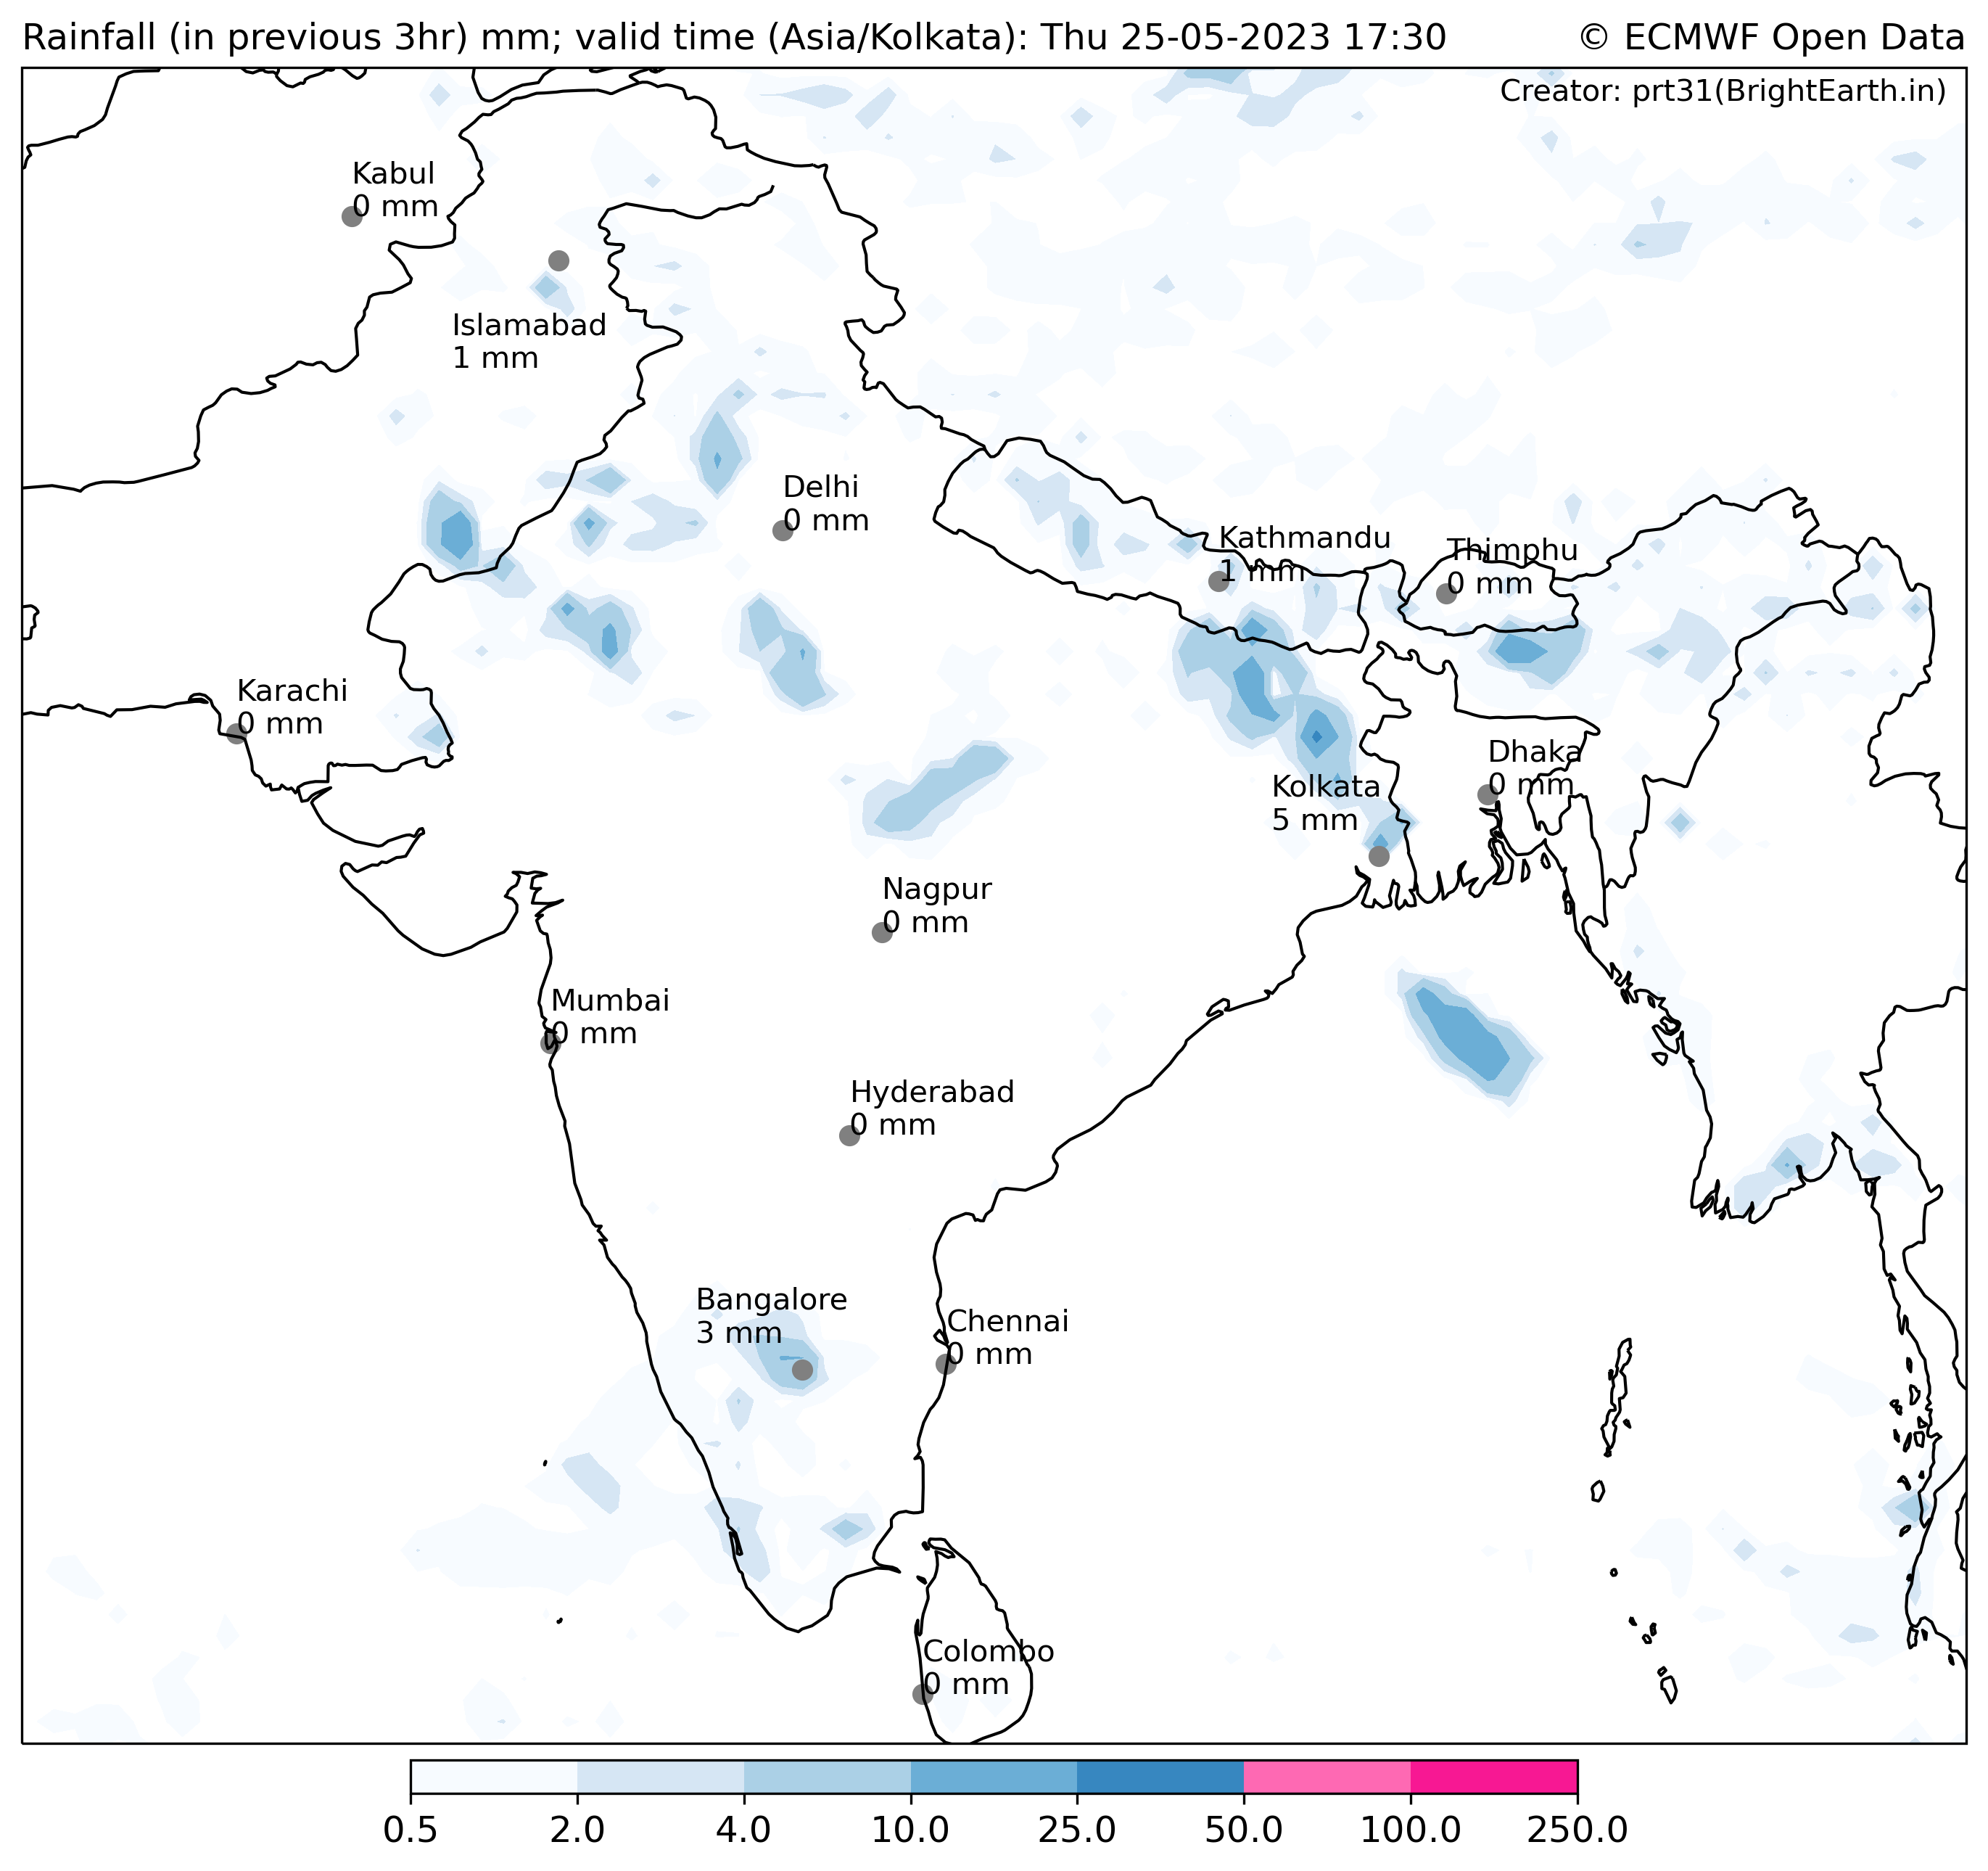 Rainfall (in previous 3hr) mm; valid time (Asia/Kolkata): Thu 25-05-2023 17:30
© ECMWF Open Data
Creator: prt31(BrightEarth.in)
Kabul
0 mm
Islamabad
1 mm
Delhi
0 mm
Kathmandu
1 mm
Thimphu
0 mm
Karachi
0 mm
Dhaka
0 mm
Kolkata
5 mm
Nagpur
0 mm
Mumbai
0 mm
Hyderabad
0 mm
Bangalore
3 mm
Chennai
0 mm
Colombo
0 mm
0.5 2.0 4.0 10.0 25.0 50.0 100.0 250.0